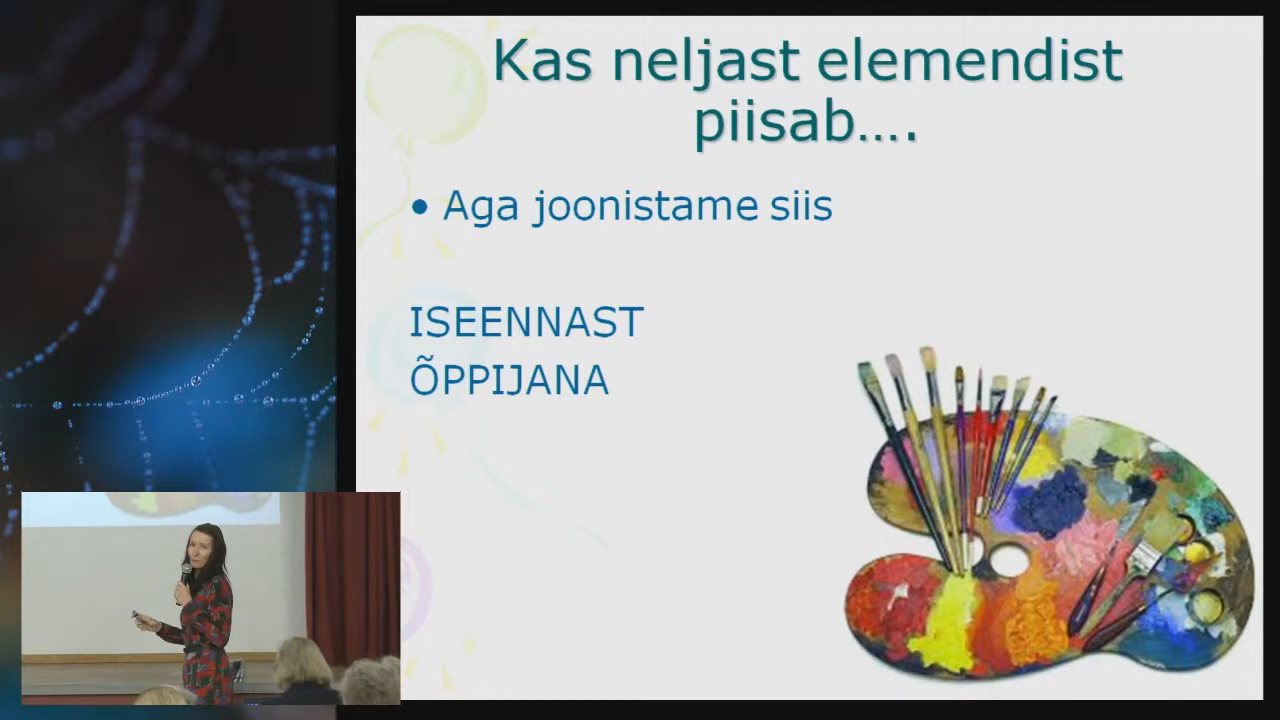 Kas neljast elemendist
piisab….
• Aga joonistame siis
ISEENNAST
ÕPPIJANA